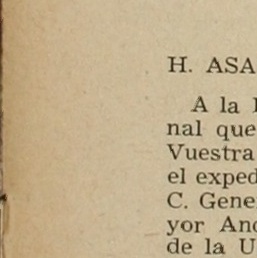 H. ASA
A la
nal que
Vuestra
el exped
C. Gene
yor And
de la U